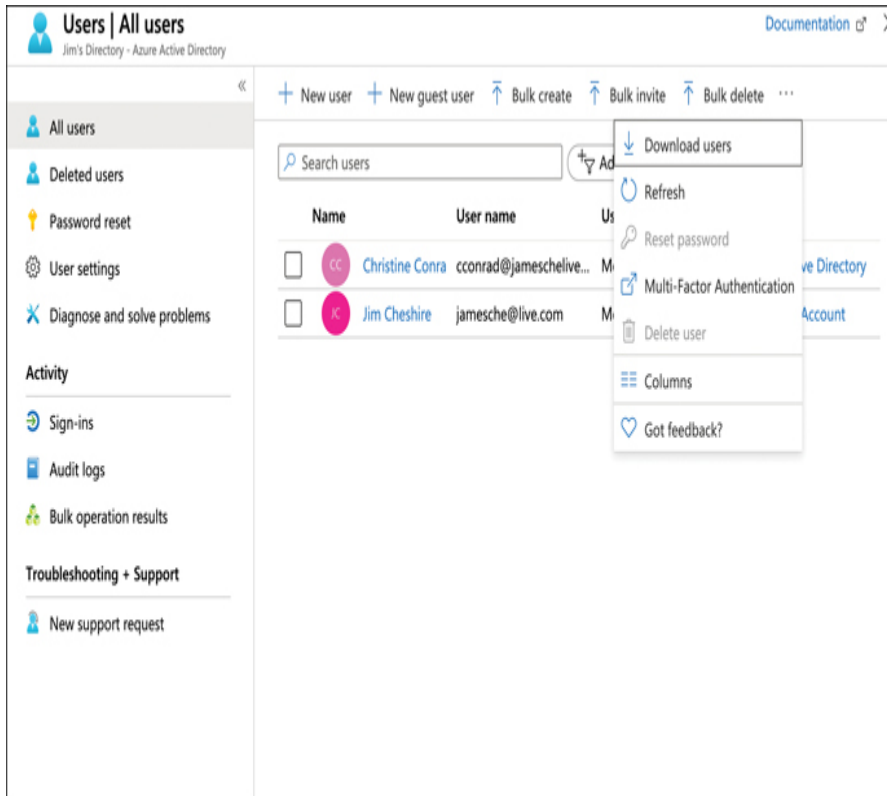 Users | All users
Jim's Directory - Azure Active Directory
Documentation
All users
Deleted users
Password reset
User settings
Diagnose and solve problems
Activity
Sign-ins
Audit logs
Bulk operation results
Troubleshooting + Support
New support request
New user New guest user Bulk create Bulk invite Bulk delete ...
Search users
Ad
Name User name Us
CC Christine Conra cconrad@jameschelive... M ve Directory
JC Jim Cheshire jamesche@live.com M Account
Download users
Refresh
Reset password
Multi-Factor Authentication
Delete user
Columns
Got feedback?